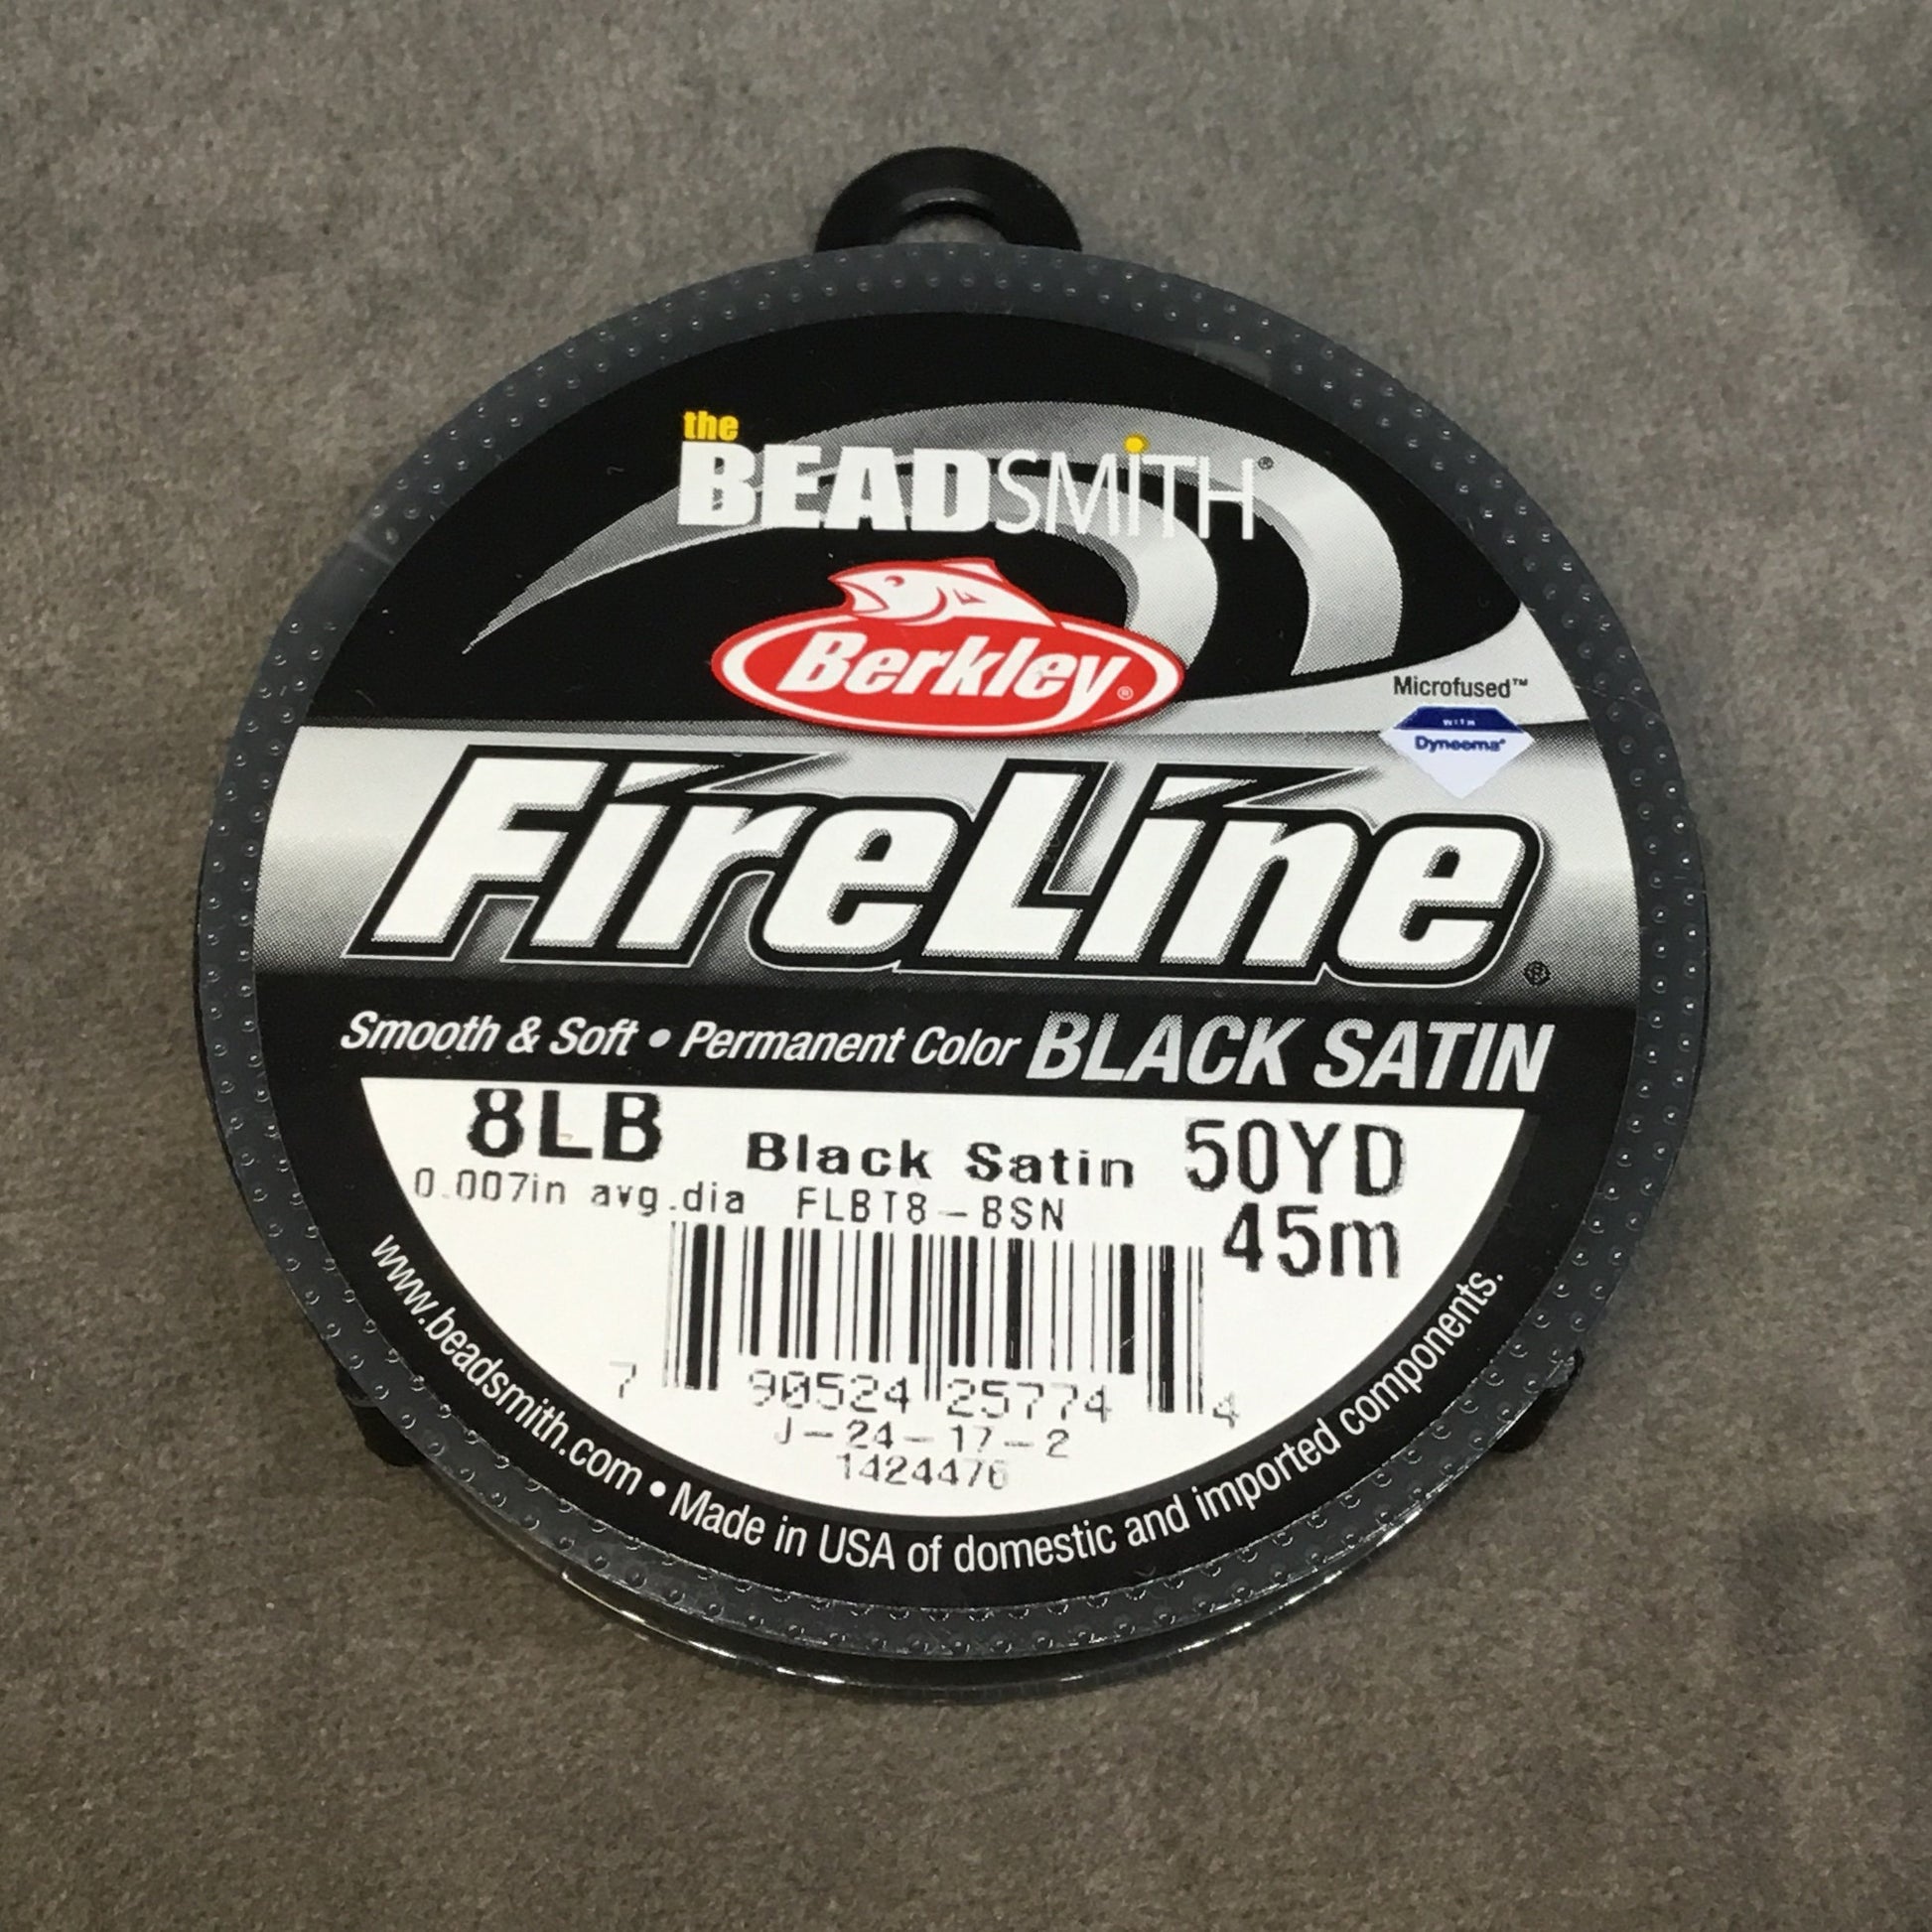 the
BEADSMITH®
Berkley®
Microfused™
WITH
Dyneema®
FireLine®
Smooth & Soft • Permanent Color BLACK SATIN
8LB Black Satin 50YD
0.007in avg.dia FLBT8-BSN 45m
7 90524 25774 4
J-24-17-2
1424476
www.beadsmith.com • Made in USA of domestic and imported components.